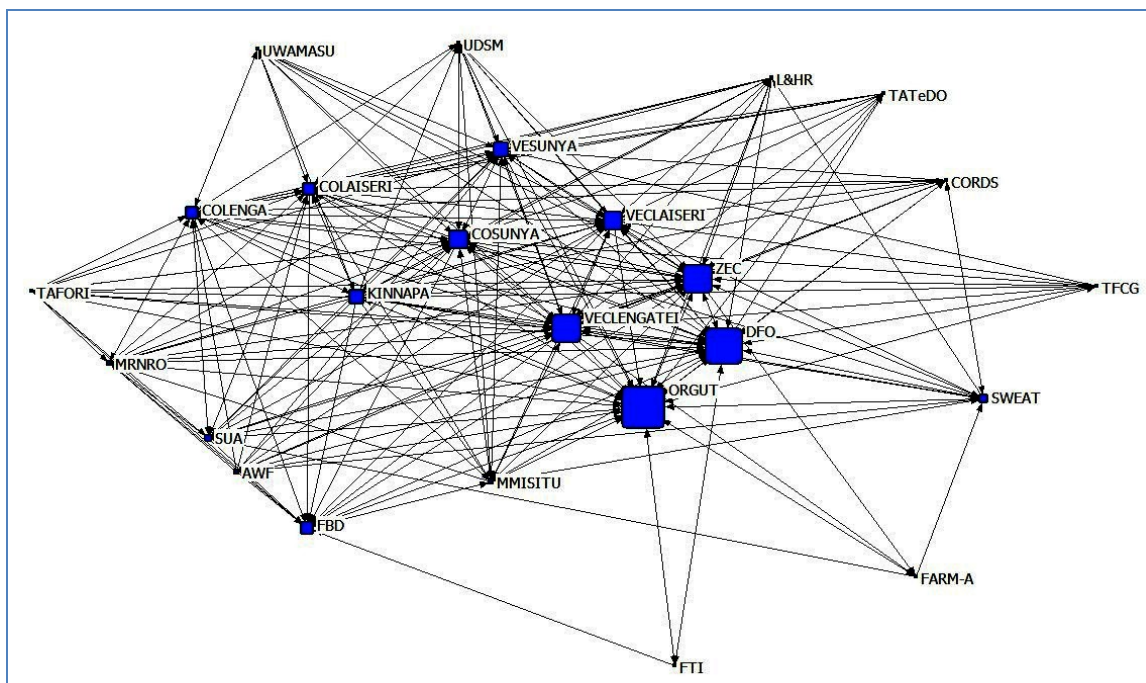 UWAMASU
UDSM
L&HR
TATeDO
VESUNYA
CORDS
COLAISERI
COLENGA
VECLAISERI
COSUNYA
ZEC
TFCG
TAFORI
KINNAPA
VECLENGATEI
DFO
MRNRO
ORGUT
SWEAT
SUA
AWF
MMISITU
FBD
FARM-A
FTI